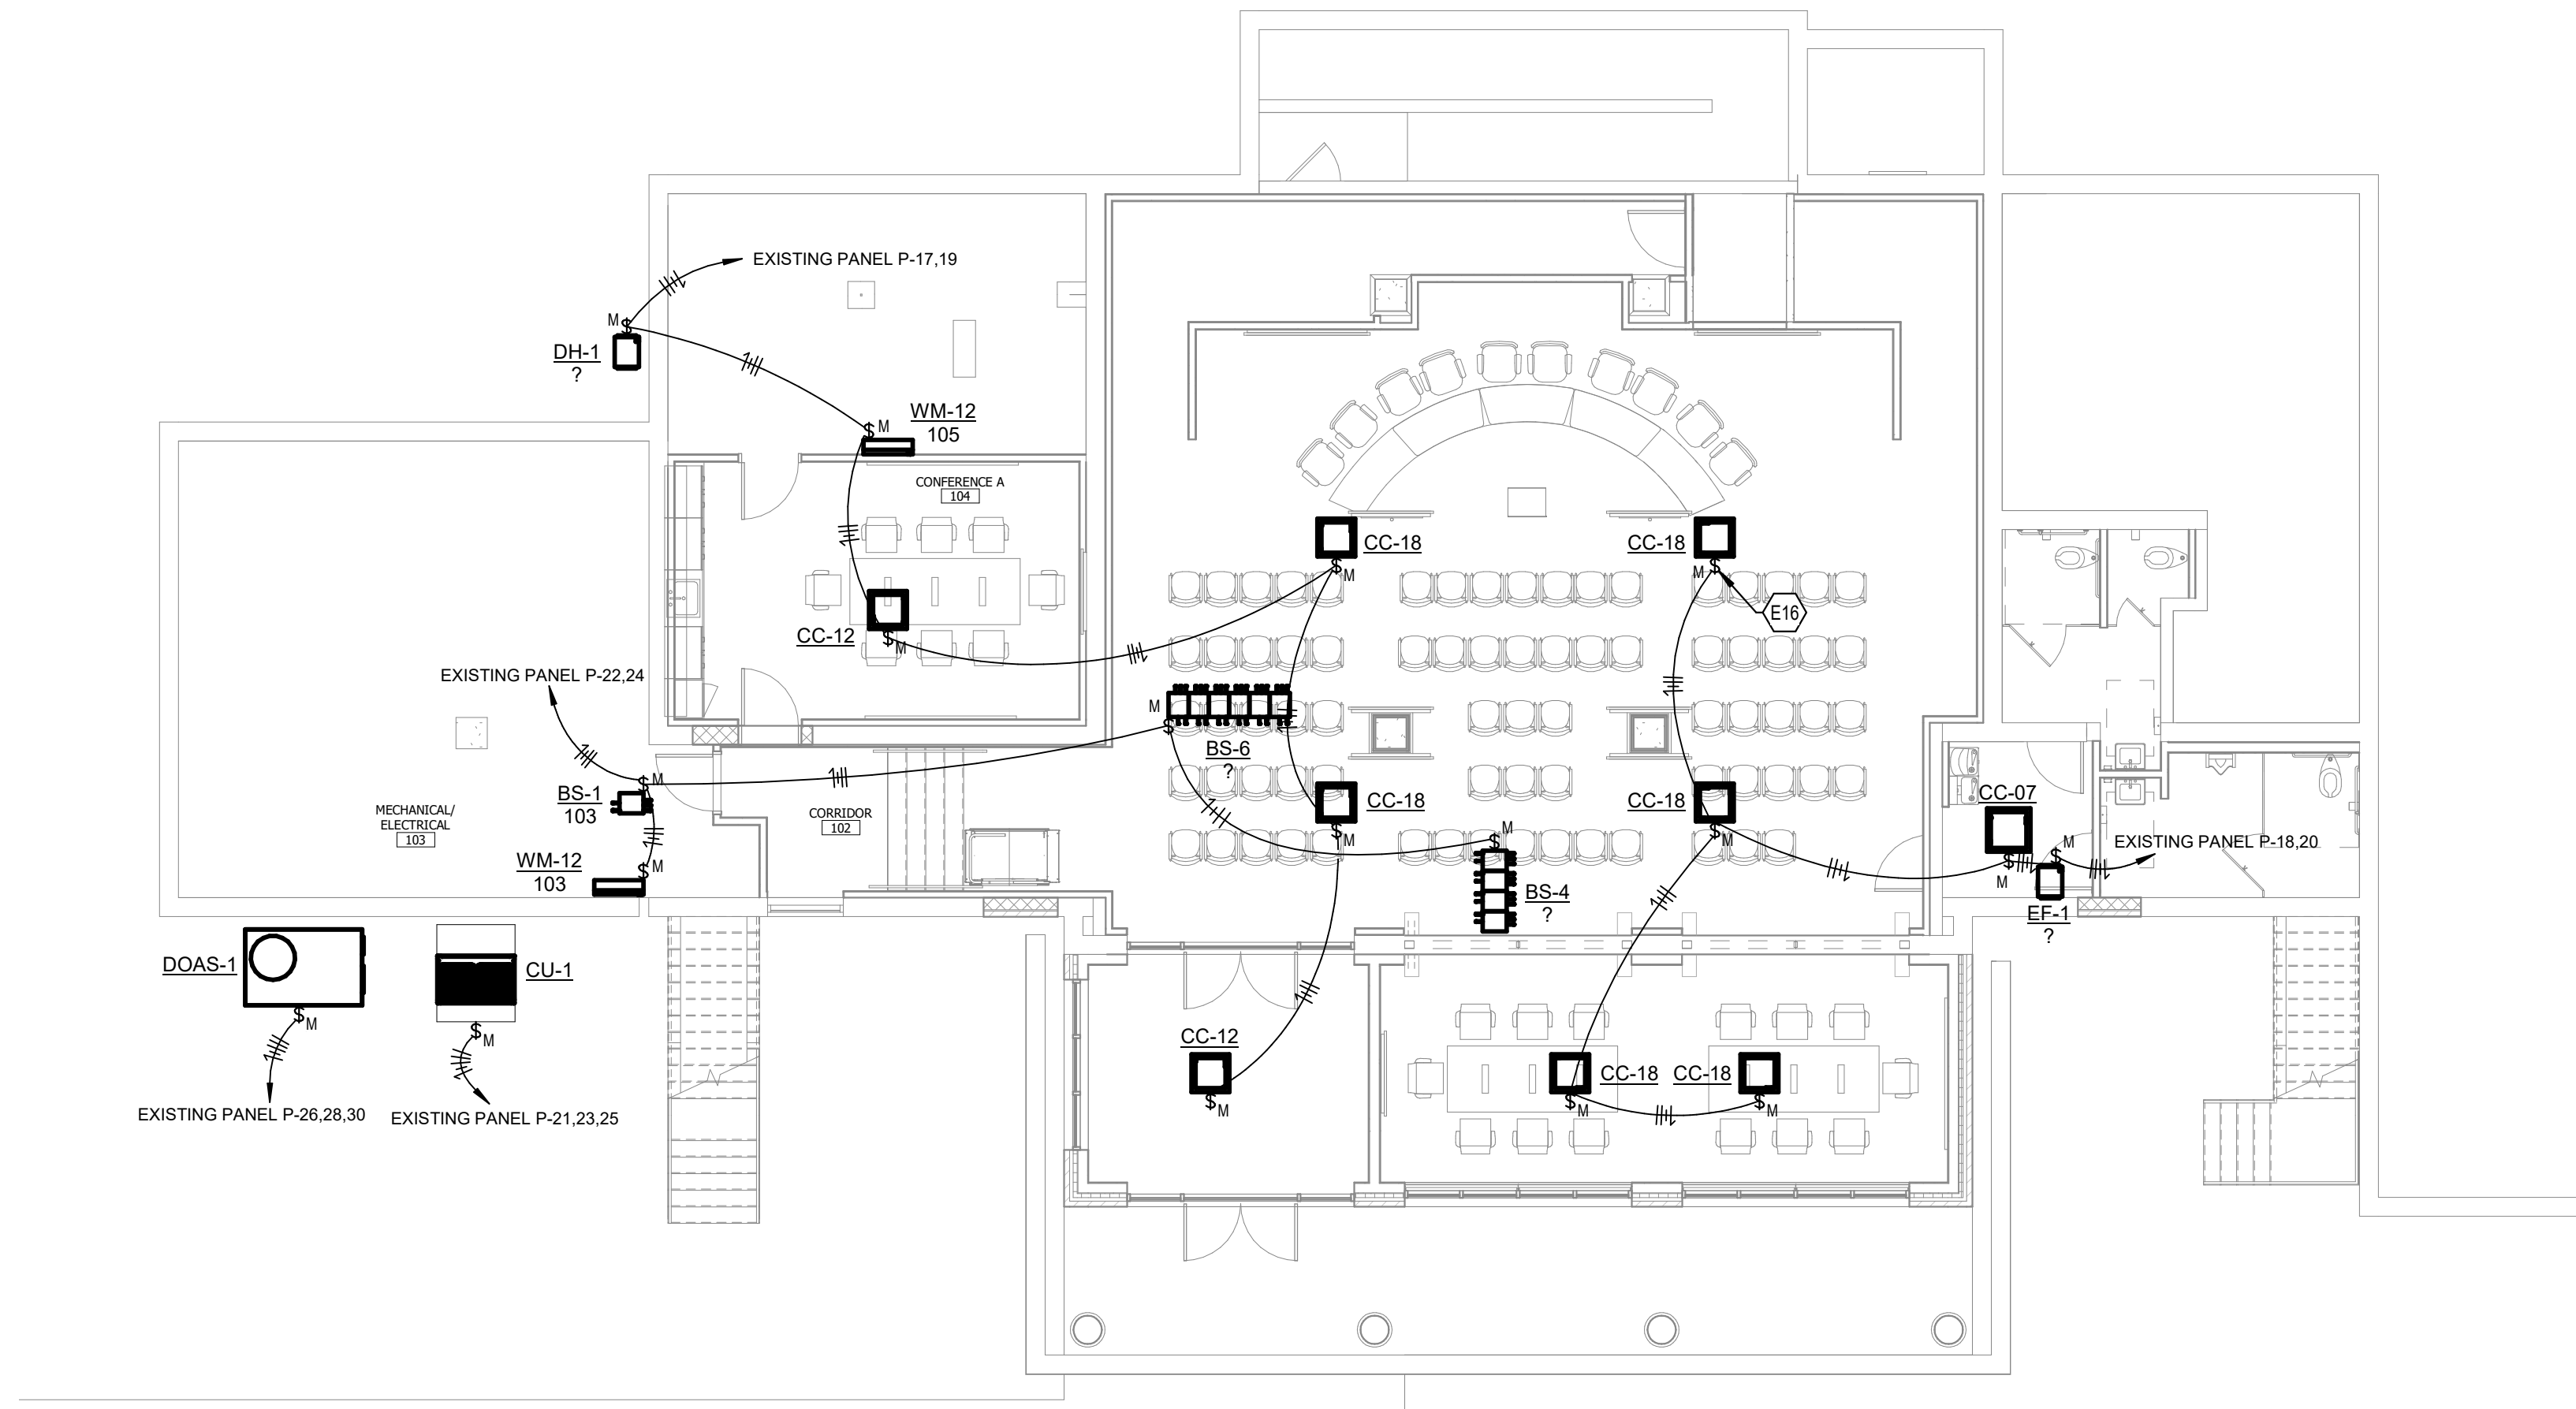 EXISTING PANEL P-17,19
M $
DH-1
?
WM-12
105
$ M
CONFERENCE A
104
CC-18
$ M
CC-18
M $
E16
CC-12
$ M
EXISTING PANEL P-22,24
M
$
BS-6
?
$ M
BS-1
103
MECHANICAL/
ELECTRICAL
103
CORRIDOR
102
CC-18
$ M
CC-18
$ M
CC-07
$ M
M
$
EXISTING PANEL P-18,20
WM-12
103
$ M
M
$
BS-4
?
EF-1
?
DOAS-1
$ M
CU-1
$ M
CC-12
$ M
CC-18
$ M
CC-18
$ M
EXISTING PANEL P-26,28,30
EXISTING PANEL P-21,23,25